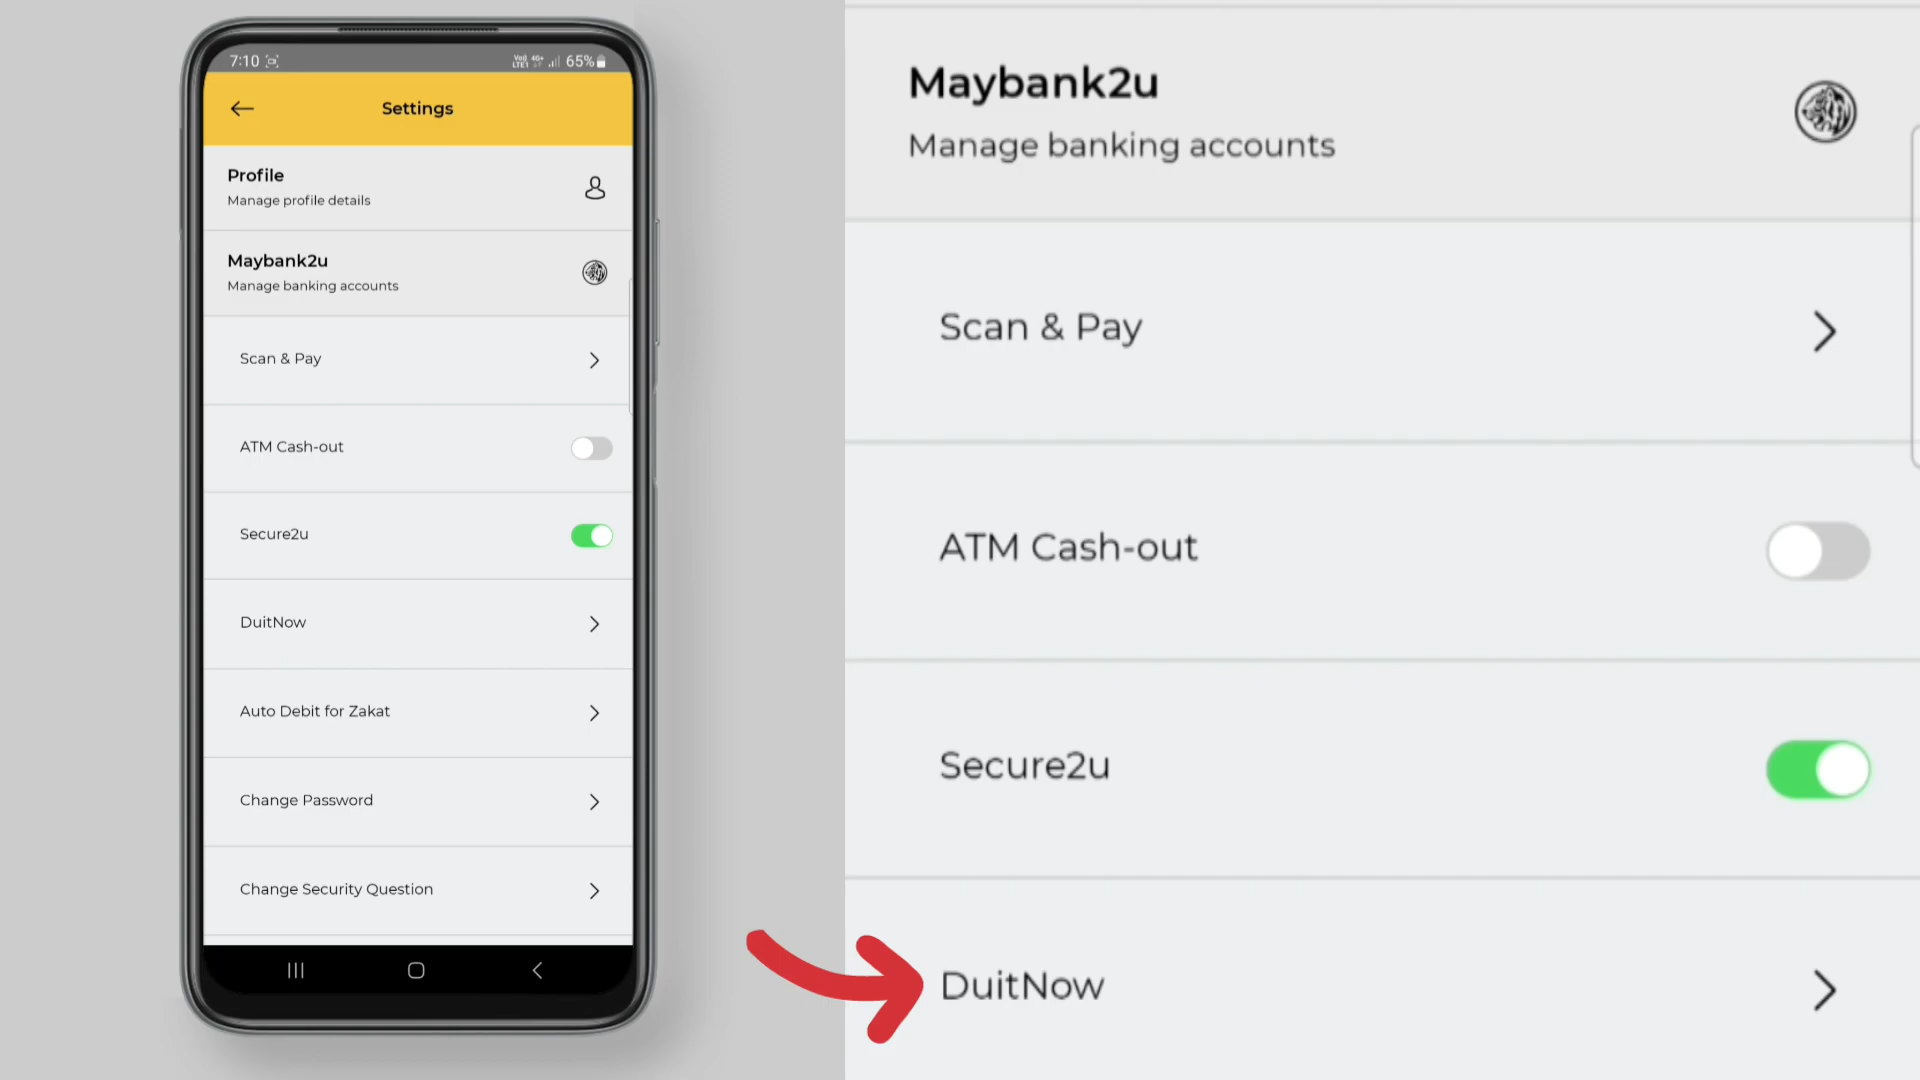 7:10
65%
Settings
Profile
Manage profile details
Maybank2u
Manage banking accounts
Scan & Pay
ATM Cash-out
Secure2u
DuitNow
Auto Debit for Zakat
Change Password
Change Security Question
Maybank2u
Manage banking accounts
Scan & Pay
ATM Cash-out
Secure2u
DuitNow